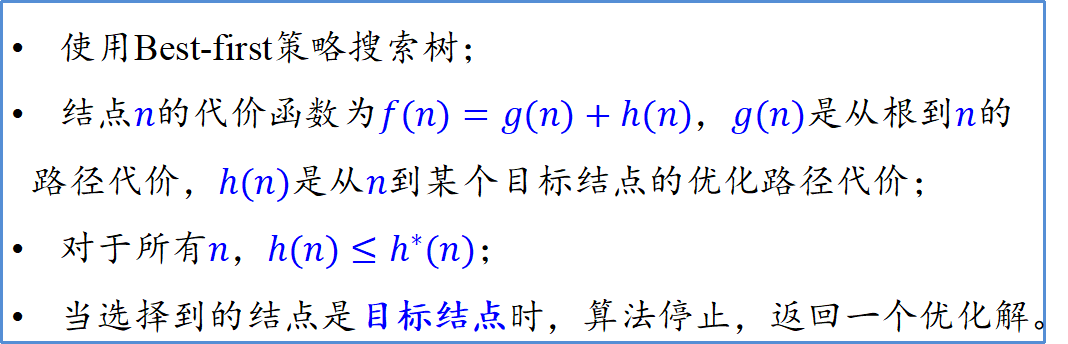 • 使用Best-first策略搜索树；
• 结点n的代价函数为f(n) = g(n) + h(n)，g(n)是从根到n的
路径代价，h(n)是从n到某个目标结点的优化路径代价；
• 对于所有n，h(n) ≤ h*(n)；
• 当选择到的结点是目标结点时，算法停止，返回一个优化解。